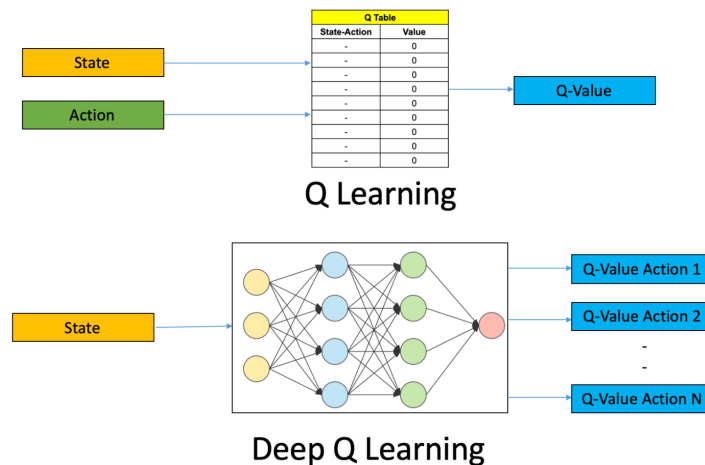 Q Table
State-Action Value
- 0
- 0
- 0
- 0
- 0
- 0
- 0
- 0
- 0
State
Action
Q-Value
Q Learning
State
Q-Value Action 1
Q-Value Action 2
-
-
Q-Value Action N
Deep Q Learning